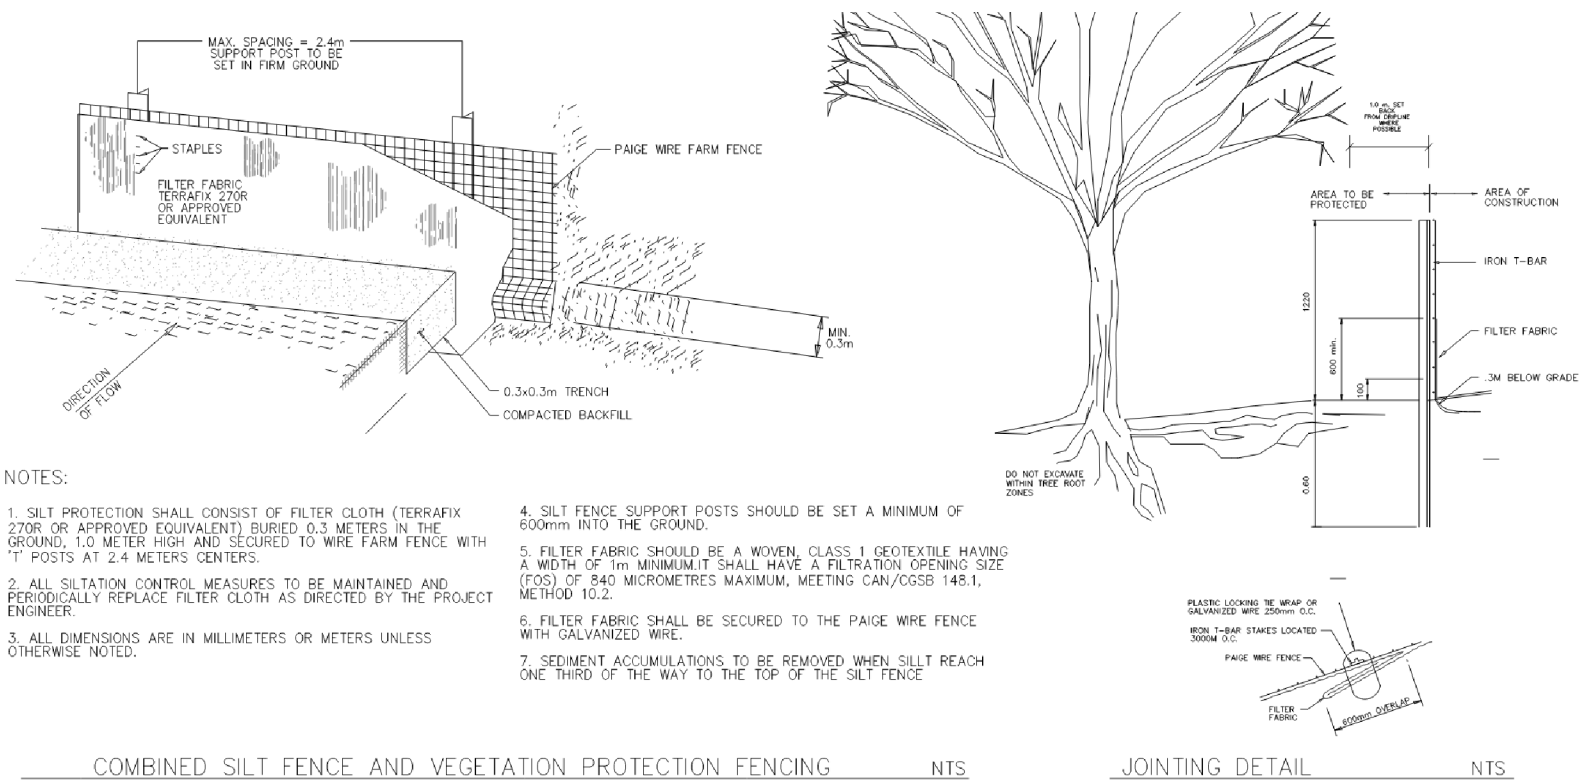 MAX. SPACING = 2.4m
SUPPORT POST TO BE
SET IN FIRM GROUND
STAPLES
PAIGE WIRE FARM FENCE
FILTER FABRIC
TERRAFIX 270R
OR APPROVED
EQUIVALENT
MIN.
0.3m
DIRECTION
OF FLOW
0.3x0.3m TRENCH
COMPACTED BACKFILL
1.0 m. SET
BACK
FROM DRIPLINE
WHERE
POSSIBLE
AREA TO BE
PROTECTED
AREA OF
CONSTRUCTION
IRON T-BAR
1220
FILTER FABRIC
600 min.
.3M BELOW GRADE
100
DO NOT EXCAVATE
WITHIN TREE ROOT
ZONES
0.60
NOTES:
1. SILT PROTECTION SHALL CONSIST OF FILTER CLOTH (TERRAFIX
270R OR APPROVED EQUIVALENT) BURIED 0.3 METERS IN THE
GROUND, 1.0 METER HIGH AND SECURED TO WIRE FARM FENCE WITH
'T' POSTS AT 2.4 METERS CENTERS.
2. ALL SILTATION CONTROL MEASURES TO BE MAINTAINED AND
PERIODICALLY REPLACE FILTER CLOTH AS DIRECTED BY THE PROJECT
ENGINEER.
3. ALL DIMENSIONS ARE IN MILLIMETERS OR METERS UNLESS
OTHERWISE NOTED.
4. SILT FENCE SUPPORT POSTS SHOULD BE SET A MINIMUM OF
600mm INTO THE GROUND.
5. FILTER FABRIC SHOULD BE A WOVEN, CLASS 1 GEOTEXTILE HAVING
A WIDTH OF 1m MINIMUM.IT SHALL HAVE A FILTRATION OPENING SIZE
(FOS) OF 840 MICROMETRES MAXIMUM, MEETING CAN/CGSB 148.1,
METHOD 10.2.
6. FILTER FABRIC SHALL BE SECURED TO THE PAIGE WIRE FENCE
WITH GALVANIZED WIRE.
7. SEDIMENT ACCUMULATIONS TO BE REMOVED WHEN SILLT REACH
ONE THIRD OF THE WAY TO THE TOP OF THE SILT FENCE
PLASTIC LOCKING TIE WRAP OR
GALVANIZED WIRE 250mm O.C.
IRON T-BAR STAKES LOCATED
3000M O.C.
PAIGE WIRE FENCE
FILTER
FABRIC
600mm OVERLAP
COMBINED SILT FENCE AND VEGETATION PROTECTION FENCING NTS
JOINTING DETAIL NTS